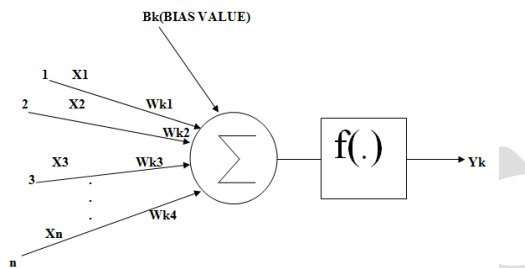 Bk(BIAS VALUE)
1 X1 Wk1
2 X2 Wk2
3 X3 Wk3
n Xn Wk4
∑
f(.)
Yk